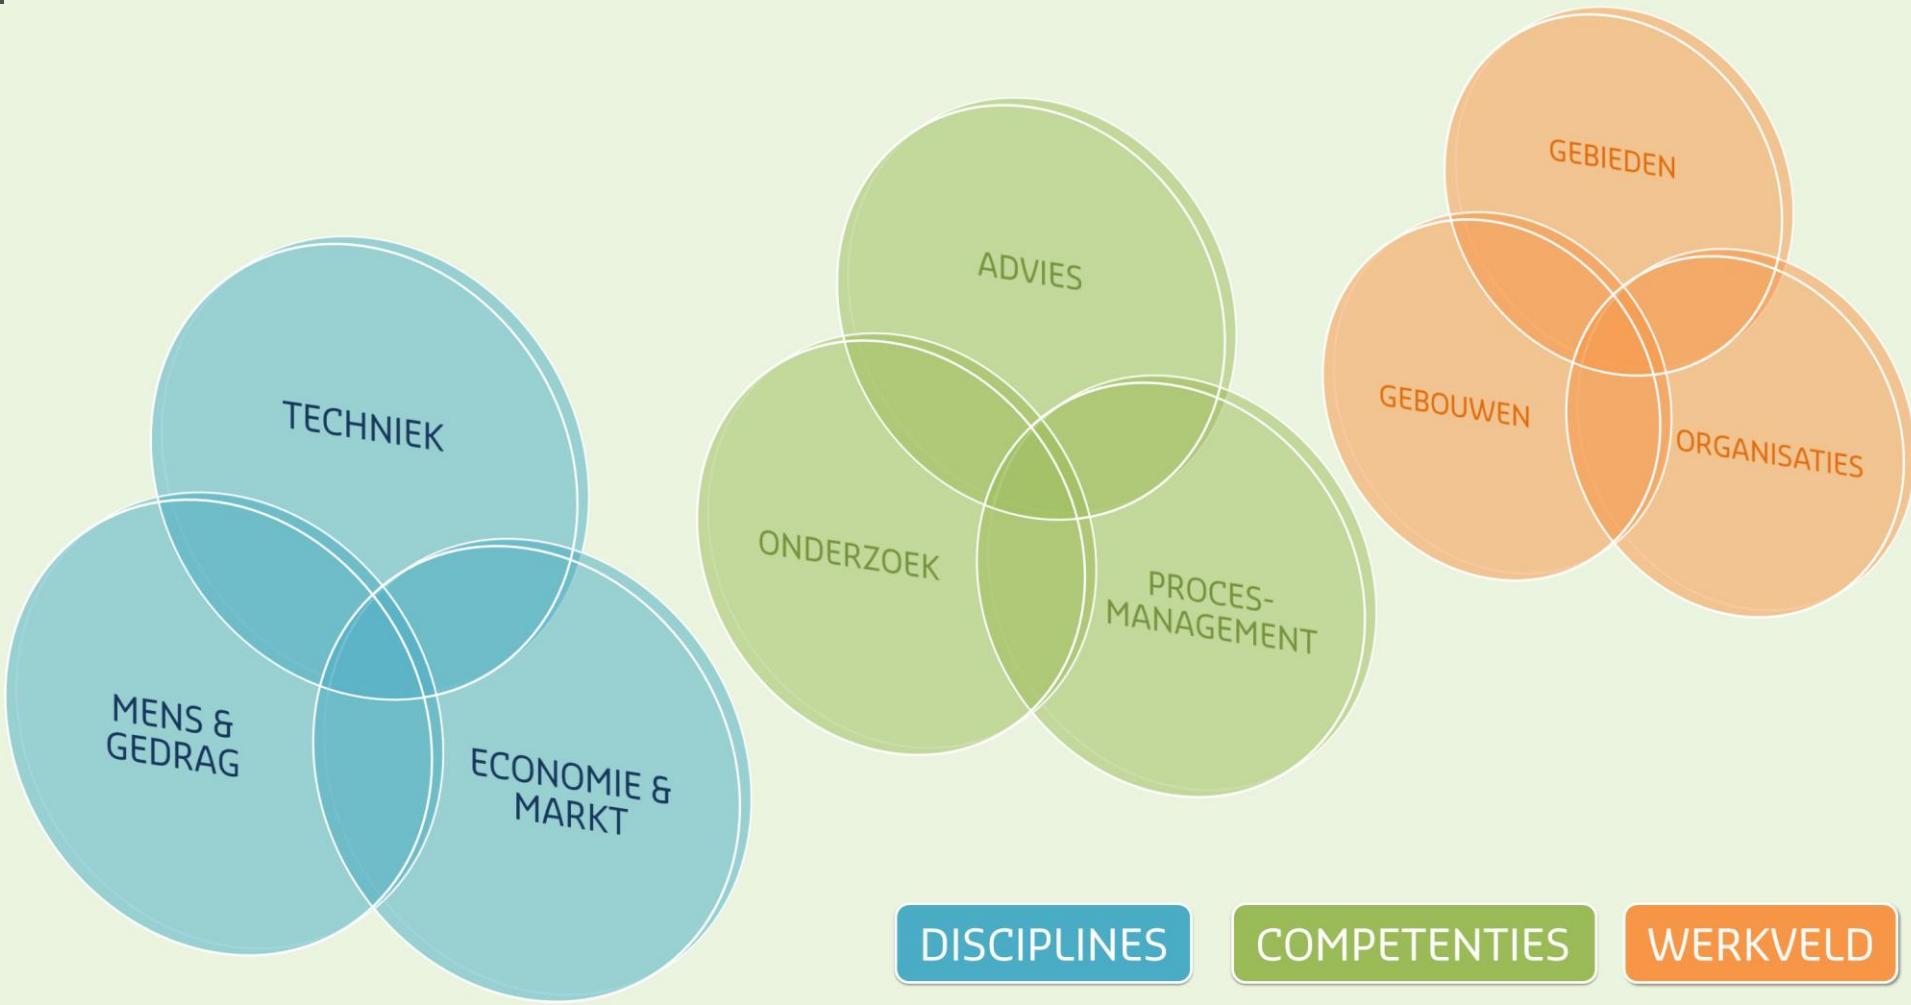 TECHNIEK
MENS &
GEDRAG
ECONOMIE &
MARKT
ADVIES
ONDERZOEK
PROCES-
MANAGEMENT
GEBIEDEN
GEBOUWEN
ORGANISATIES
DISCIPLINES
COMPETENTIES
WERKVELD